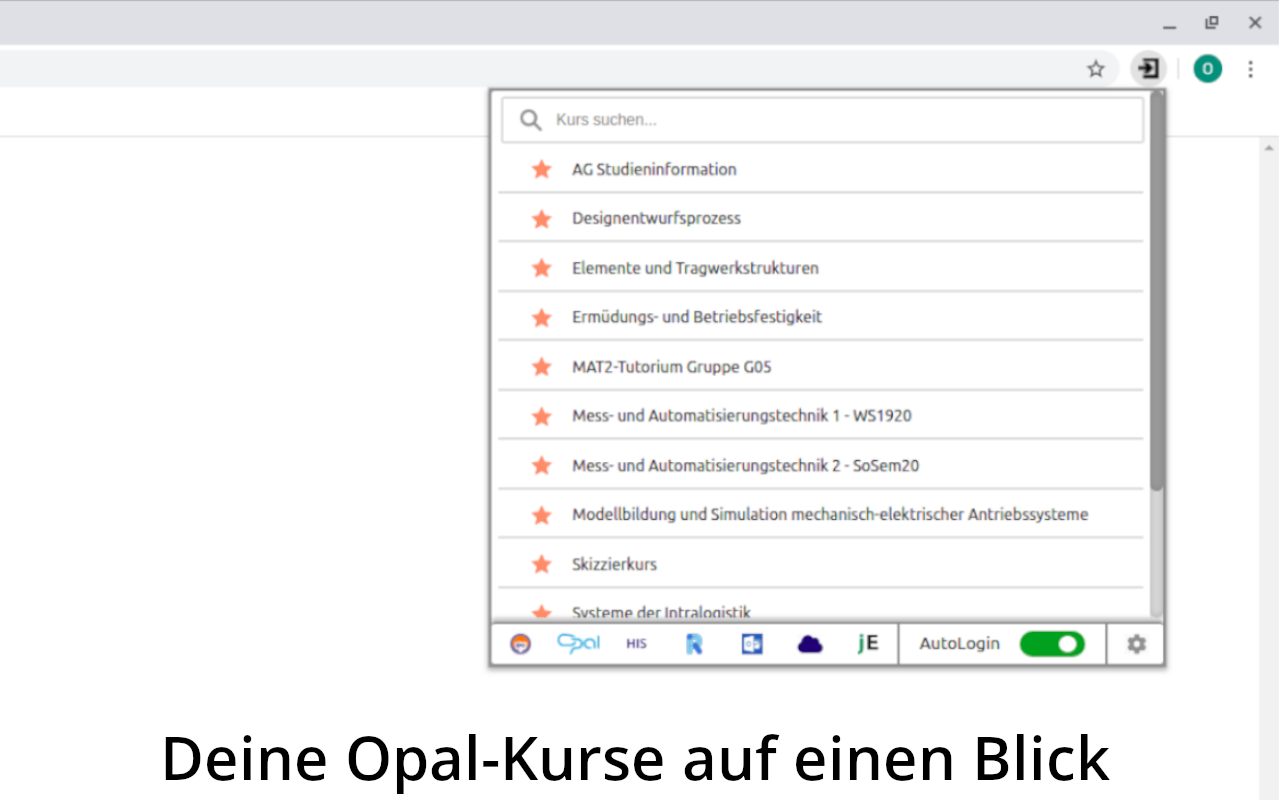 O
Kurs suchen...
AG Studieninformation
Designentwurfsprozess
Elemente und Tragwerkstrukturen
Ermüdungs- und Betriebsfestigkeit
MAT2-Tutorium Gruppe G05
Mess- und Automatisierungstechnik 1 - WS1920
Mess- und Automatisierungstechnik 2 - SoSem20
Modellbildung und Simulation mechanisch-elektrischer Antriebssysteme
Skizzierkurs
Systeme der Intralogistik
Opal HIS R jE AutoLogin
Deine Opal-Kurse auf einen Blick